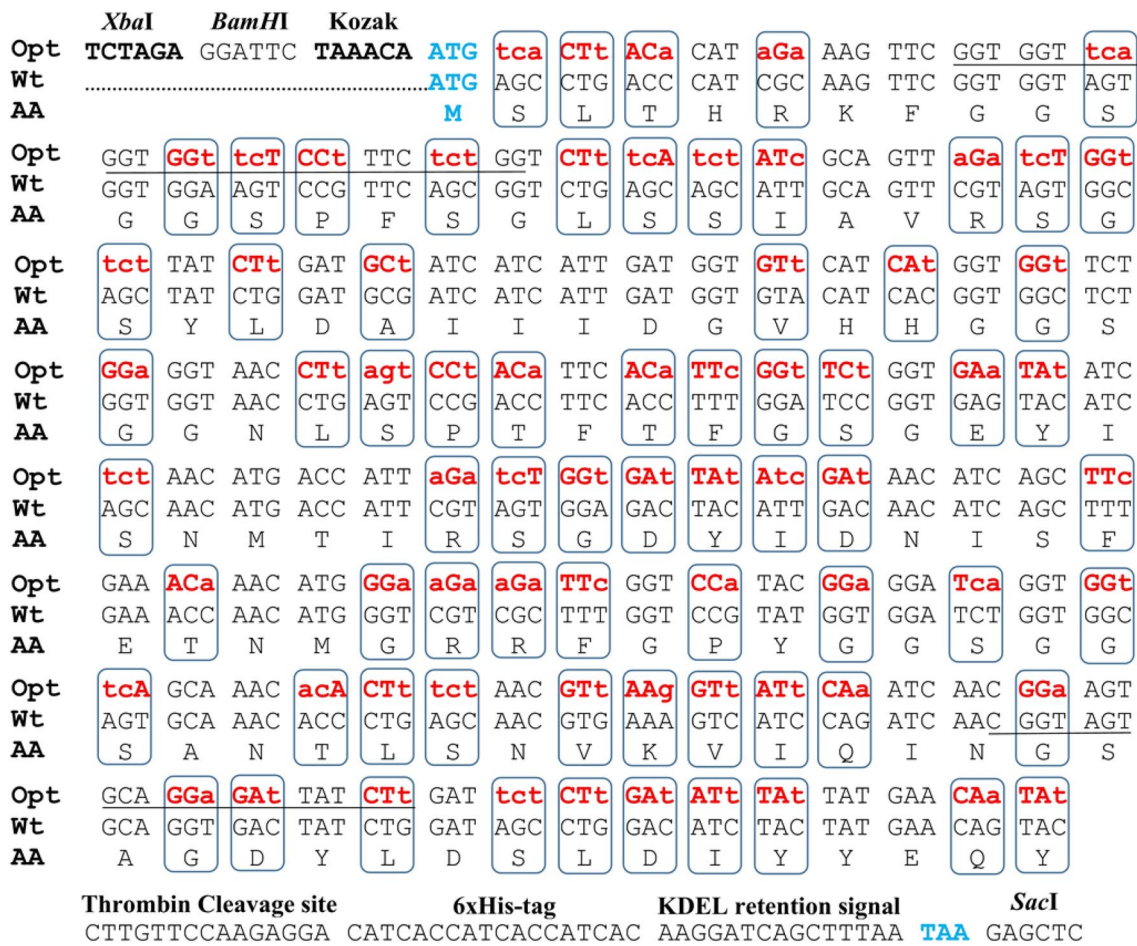 XbaI BamHI Kozak
Opt TCTAGA GGATTC TAAACA ATG tca CTt ACa CAT aGa AAG TTC GGT GGT tca
Wt ........................................ATG AGC CTG ACC CAT CGC AAG TTC GGT GGT AGT
AA M S L T H R K F G G S
Opt GGT GGt tcT CCt TTC tct GGT CTt tcA tct ATc GCA GTT aGa tcT GGt
Wt GGT GGA AGT CCG TTC AGC GGT CTG AGC AGC ATT GCA GTT CGT AGT GGC
AA G G S P F S G L S S I A V R S G
Opt tct TAT CTt GAT GCt ATC ATC ATT GAT GGT GTt CAT CAt GGT GGt TCT
Wt AGC TAT CTG GAT GCG ATC ATC ATT GAT GGT GTA CAT CAC GGT GGC TCT
AA S Y L D A I I I D G V H H G G S
Opt GGa GGT AAC CTt agt CCt ACa TTC ACa TTc GGt TCt GGT GAa TAt ATC
Wt GGT GGT AAC CTG AGT CCG ACC TTC ACC TTT GGA TCC GGT GAG TAC ATC
AA G G N L S P T F T F G S G E Y I
Opt tct AAC ATG ACC ATT aGa tcT GGt GAt TAt Atc GAt AAC ATC AGC TTc
Wt AGC AAC ATG ACC ATT CGT AGT GGA GAC TAC ATT GAC AAC ATC AGC TTT
AA S N M T I R S G D Y I D N I S F
Opt GAA ACa AAC ATG GGa aGa aGa TTc GGT CCa TAC GGa GGA Tca GGT GGt
Wt GAA ACC AAC ATG GGT CGT CGC TTT GGT CCG TAT GGT GGA TCT GGT GGC
AA E T N M G R R F G P Y G G S G G
Opt tcA GCA AAC acA CTt tct AAC GTt AAg GTt ATt CAa ATC AAC GGa AGT
Wt AGT GCA AAC ACC CTG AGC AAC GTG AAA GTC ATC CAG ATC AAC GGT AGT
AA S A N T L S N V K V I Q I N G S
Opt GCA GGa GAt TAT CTt GAT tct CTt GAt ATt TAt TAT GAA CAa TAt
Wt GCA GGT GAC TAT CTG GAT AGC CTG GAC ATC TAC TAT GAA CAG TAC
AA A G D Y L D S L D I Y Y E Q Y
Thrombin Cleavage site 6xHis-tag KDEL retention signal SacI
CTTGTTCCAAGAGGA CATCACCATCACCATCAC AAGGATCAGCTTTAA TAA GAGCTC